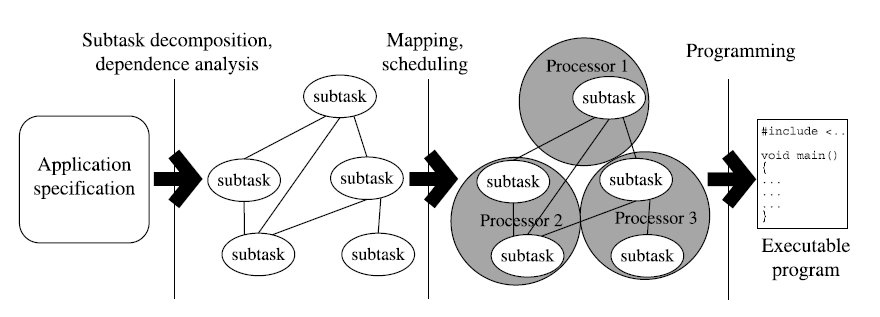 Subtask decomposition,
dependence analysis
Mapping,
scheduling
Programming
Application
specification
subtask
subtask
subtask
subtask
subtask
Processor 1
subtask
subtask
Processor 2
subtask
subtask
Processor 3
subtask
#include <..
void main()
{
...
...
...
}
Executable
program